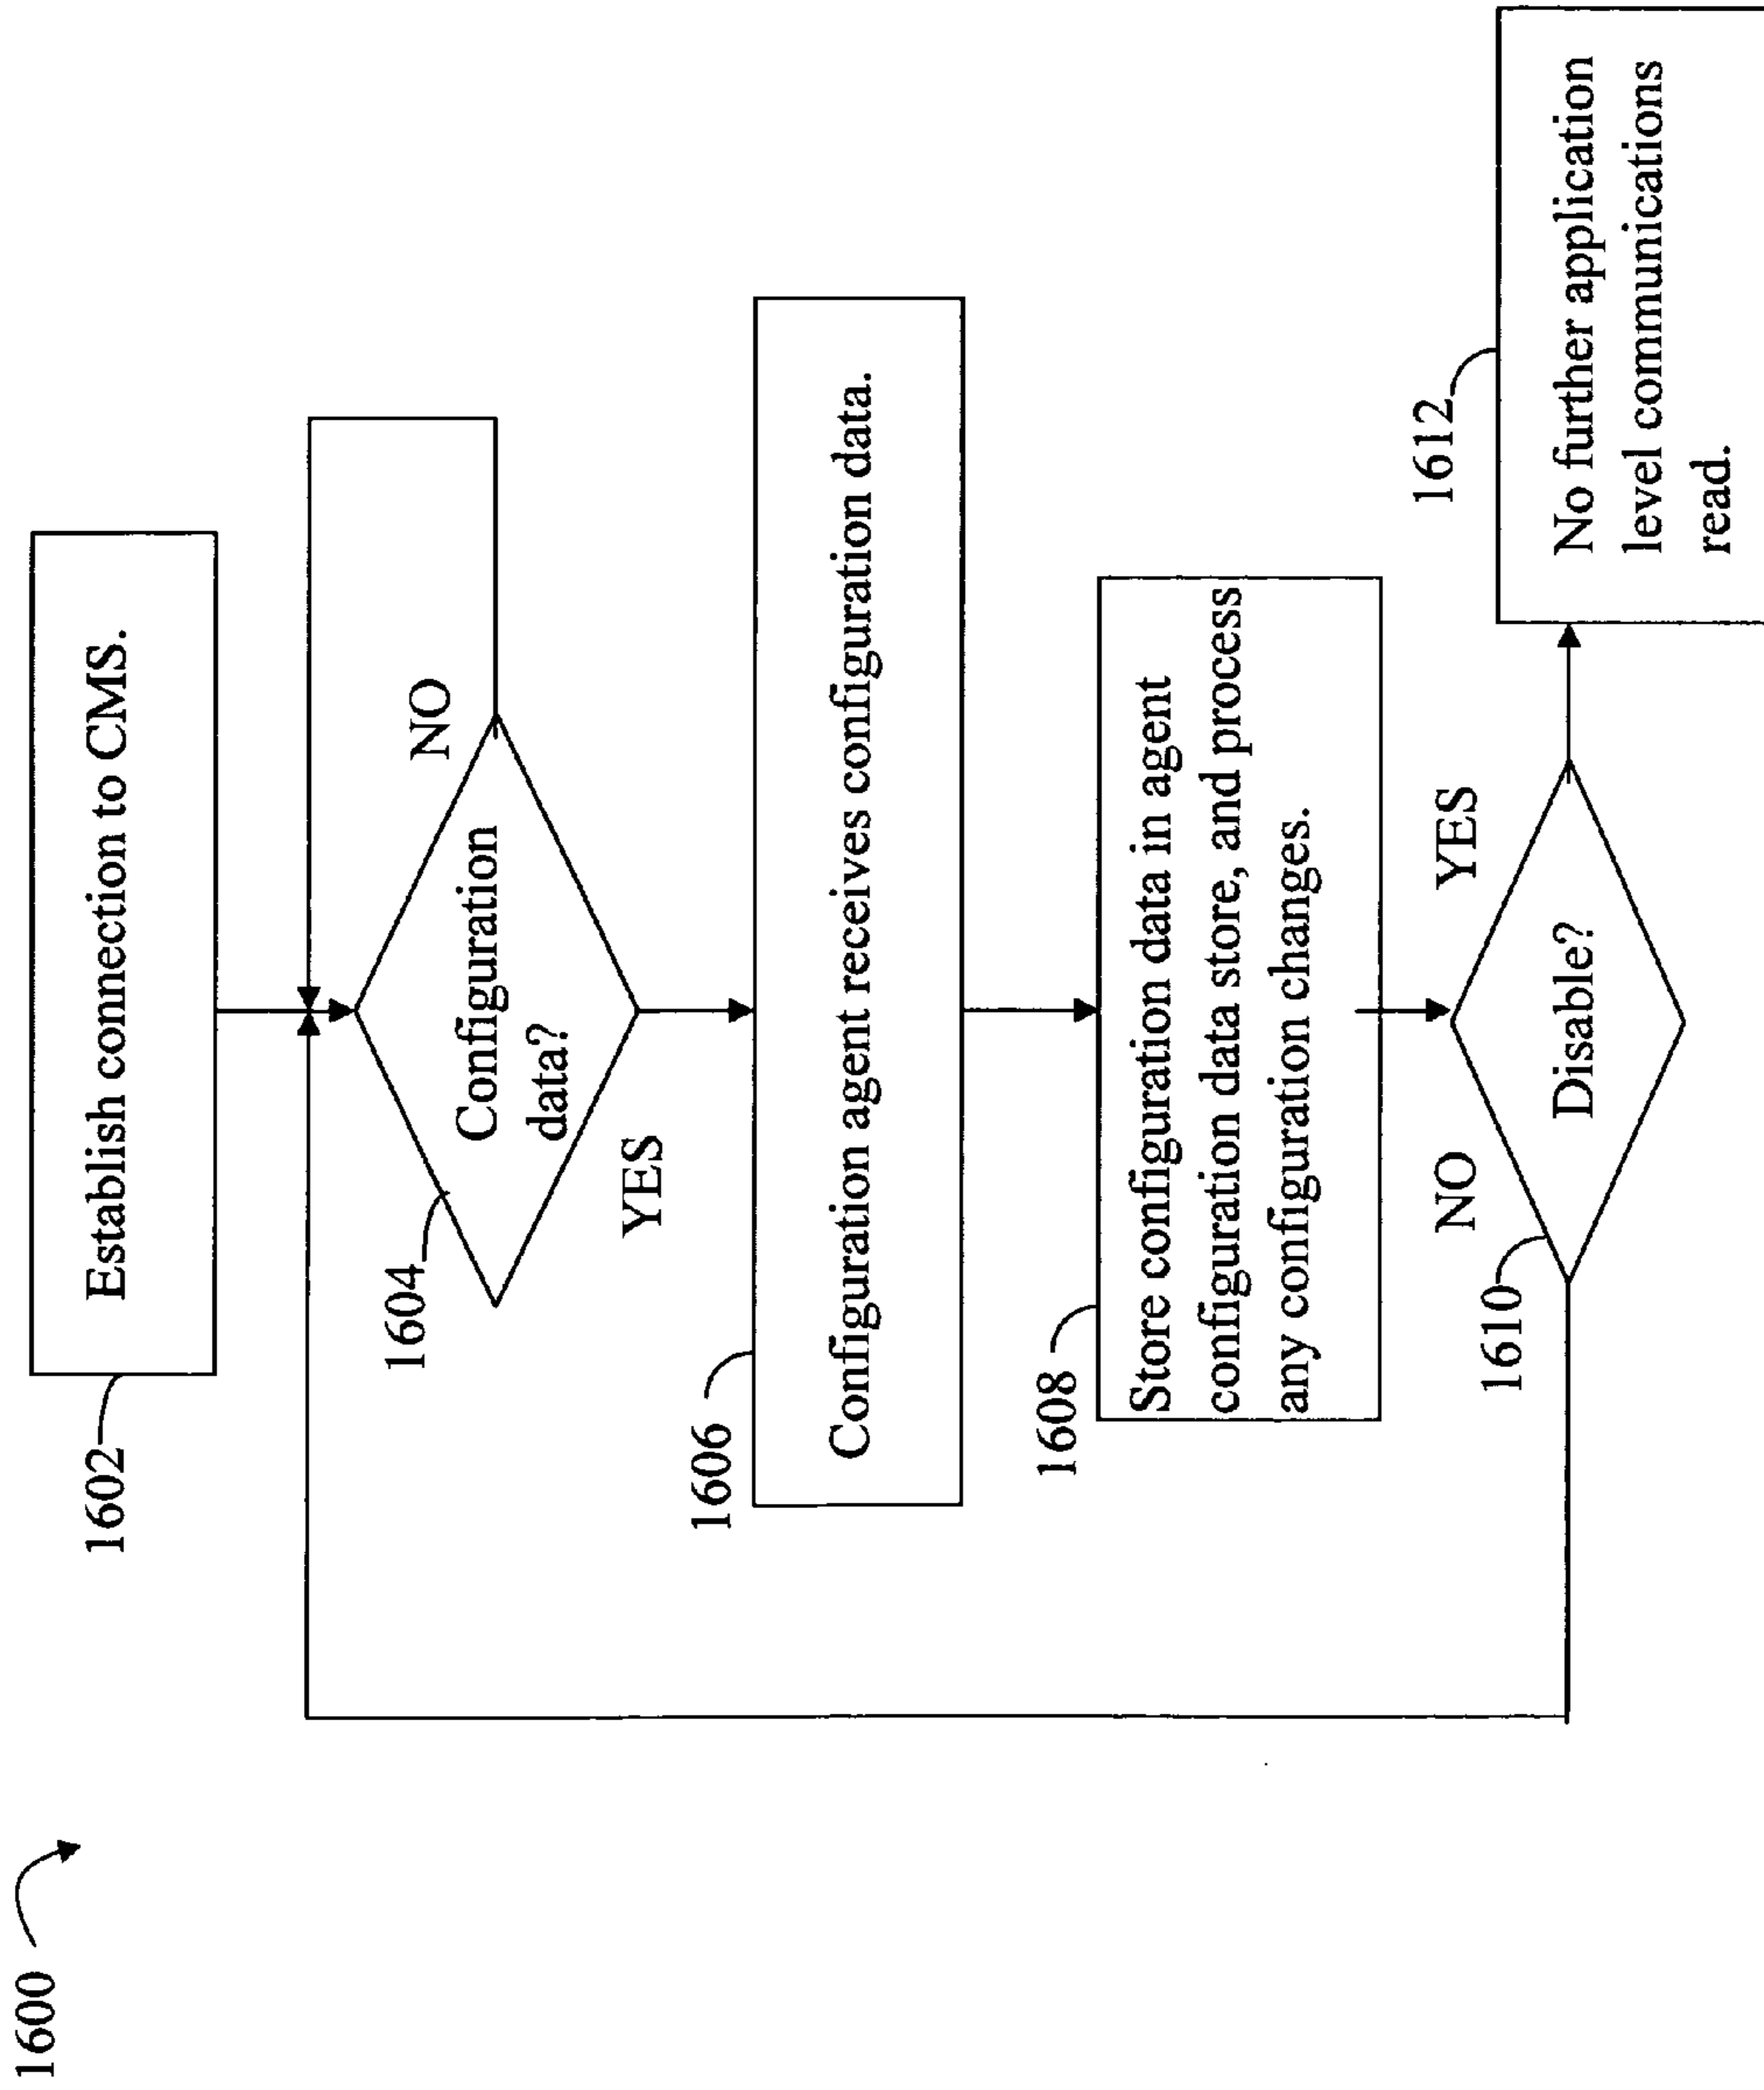 1600
1602
Establish connection to CMS.
1604
Configuration
data?
NO
YES
1606
Configuration agent receives configuration data.
1608
Store configuration data in agent
configuration data store, and process
any configuration changes.
1610
NO
Disable?
YES
1612
No further application
level communications
read.